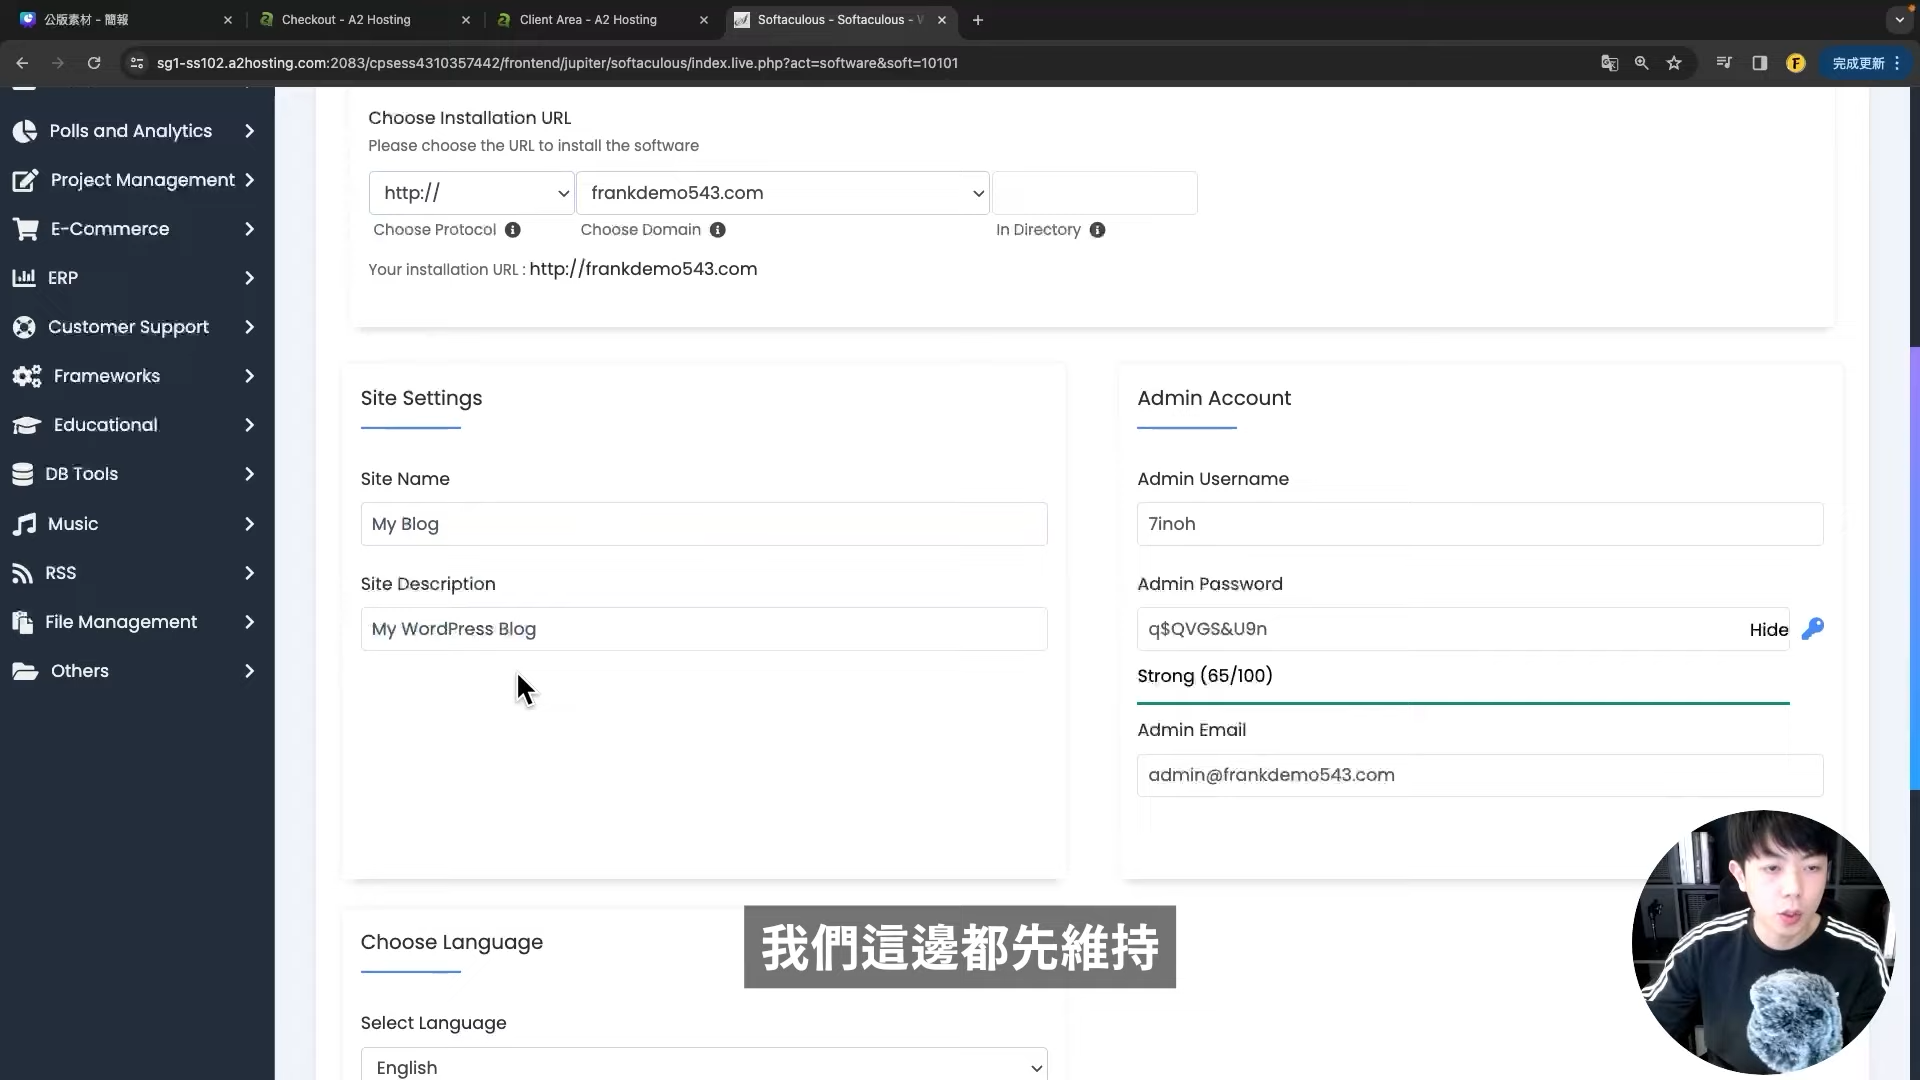 公版素材 - 簡報
Checkout - A2 Hosting
Client Area - A2 Hosting
Softaculous - Softaculous -
sg1-ss102.a2hosting.com:2083/cpsess4310357442/frontend/jupiter/softaculous/index.live.php?act=software&soft=10101
F
完成更新
Polls and Analytics
Project Management
E-Commerce
ERP
Customer Support
Frameworks
Educational
DB Tools
Music
RSS
File Management
Others
Choose Installation URL
Please choose the URL to install the software
http://
frankdemo543.com
Choose Protocol
Choose Domain
In Directory
Your installation URL : http://frankdemo543.com
Site Settings
Site Name
My Blog
Site Description
My WordPress Blog
Admin Account
Admin Username
7inoh
Admin Password
q$QVGS&U9n
Hide
Strong (65/100)
Admin Email
admin@frankdemo543.com
Choose Language
Select Language
English
我們這邊都先維持